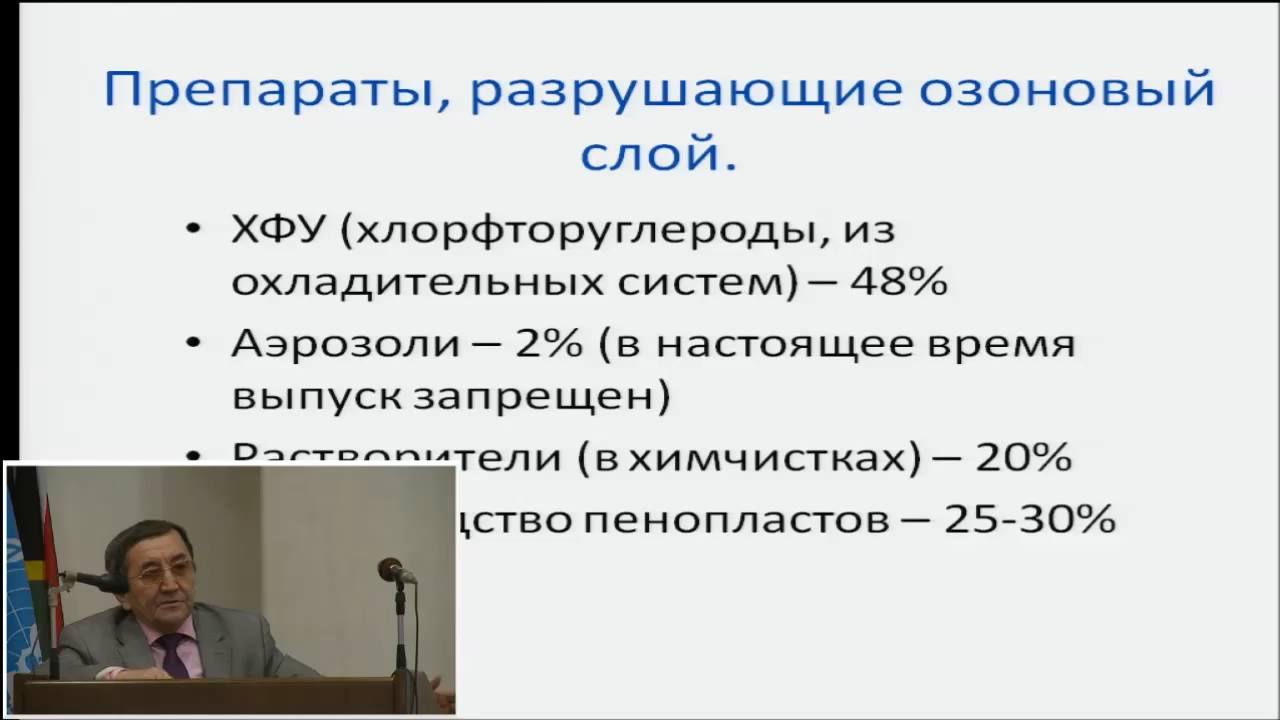 Препараты, разрушающие озоновый
слой.
• ХФУ (хлорфторуглероды, из
охладительных систем) – 48%
• Аэрозоли – 2% (в настоящее время
выпуск запрещен)
• Растворители (в химчистках) – 20%
пенопластов – 25-30%